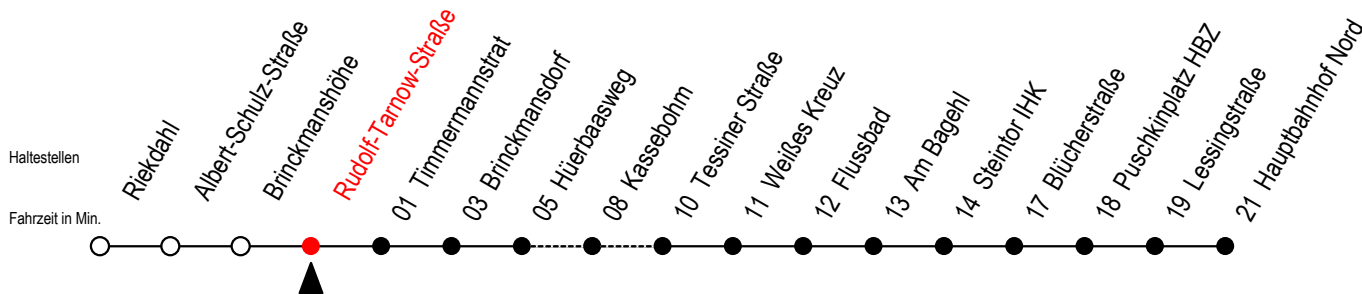 Haltestellen
Fahrzeit in Min.
Riekdahl
Albert-Schulz-Straße
Brinckmanshöhe
Rudolf-Tarnow-Straße
01 Timmermannstrat
03 Brinckmansdorf
05 Hüerbaasweg
08 Kassebohm
10 Tessiner Straße
11 Weißes Kreuz
12 Flussbad
13 Am Bagehl
14 Steintor IHK
17 Blücherstraße
18 Puschkinplatz HBZ
19 Lessingstraße
21 Hauptbahnhof Nord